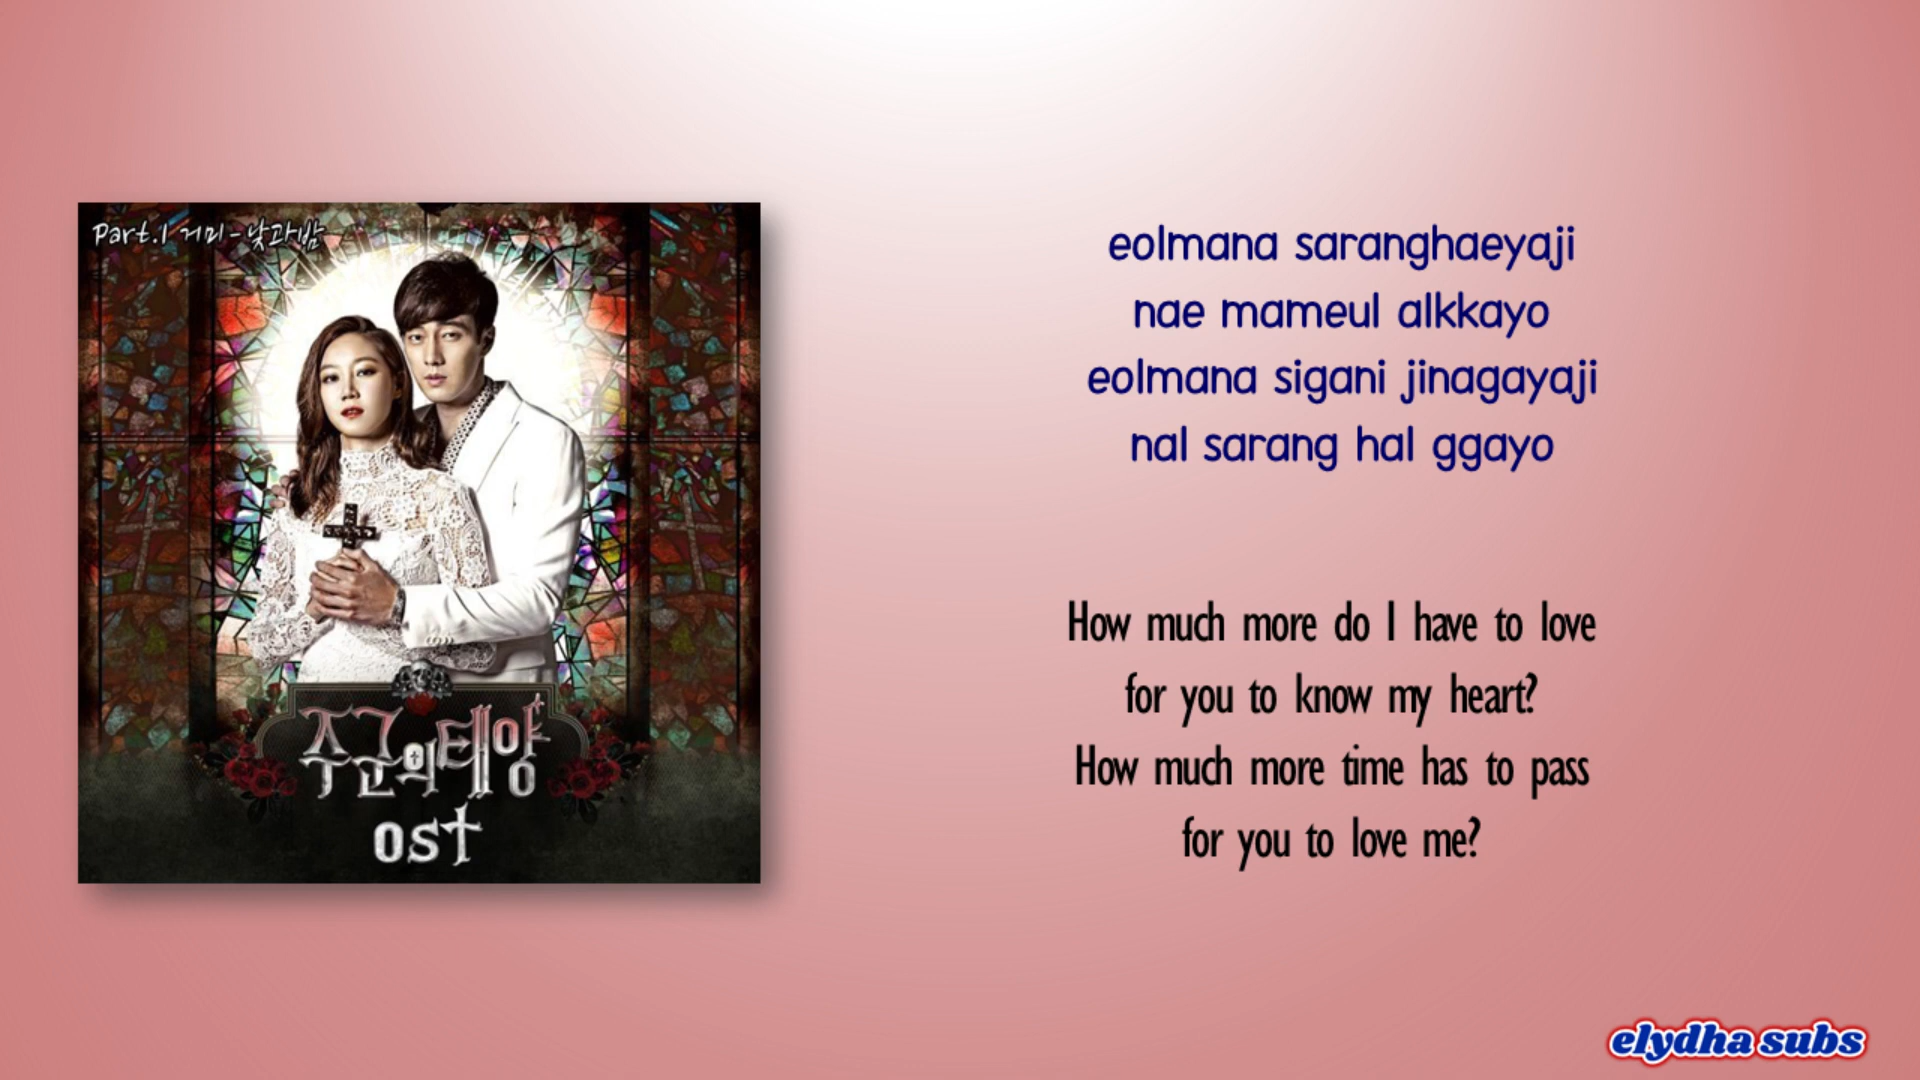 Part.1 거미-낮과밤
주군의태양
OST
eolmana saranghaeyaji
nae mameul alkkayo
eolmana sigani jinagayaji
nal sarang hal ggayo
How much more do I have to love
for you to know my heart?
How much more time has to pass
for you to love me?
elydha subs